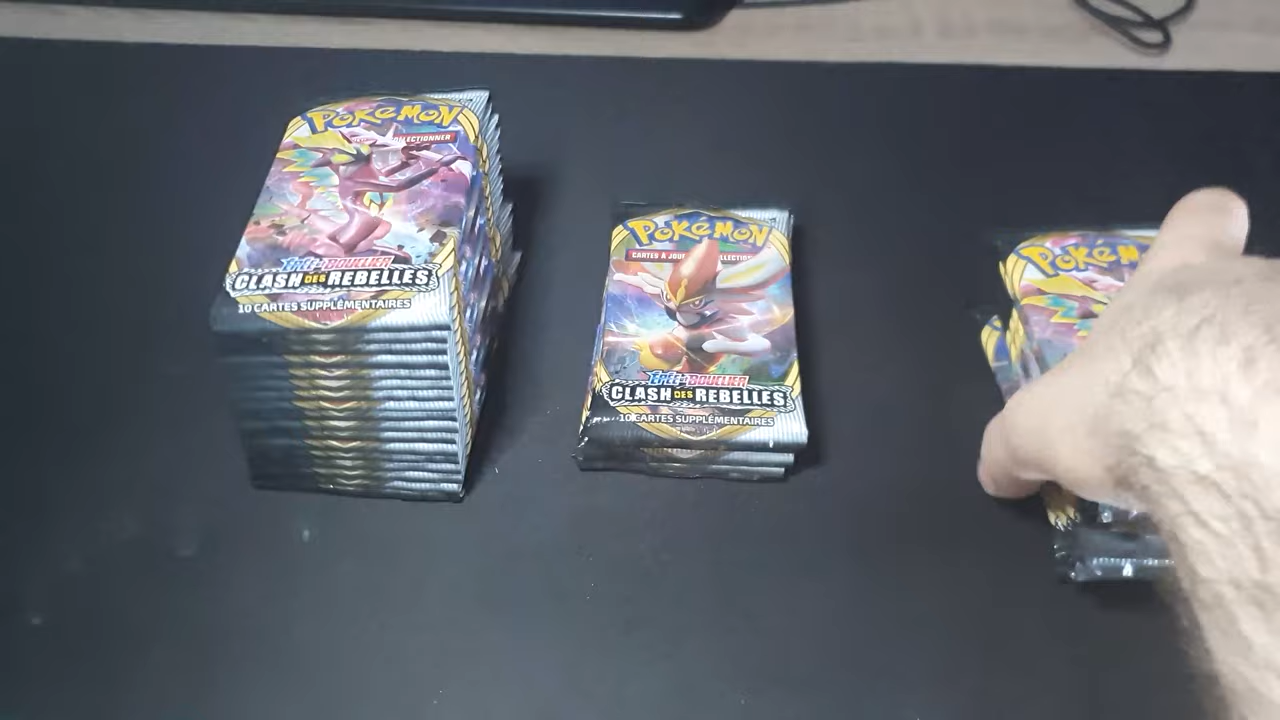 POKÉMON
COLLECTIONNER
ÉPÉE et BOUCLIER
CLASH DES REBELLES
10 CARTES SUPPLÉMENTAIRES
POKÉMON
CARTES À JOUER COLLECTION
ÉPÉE et BOUCLIER
CLASH DES REBELLES
10 CARTES SUPPLÉMENTAIRES
POKÉM